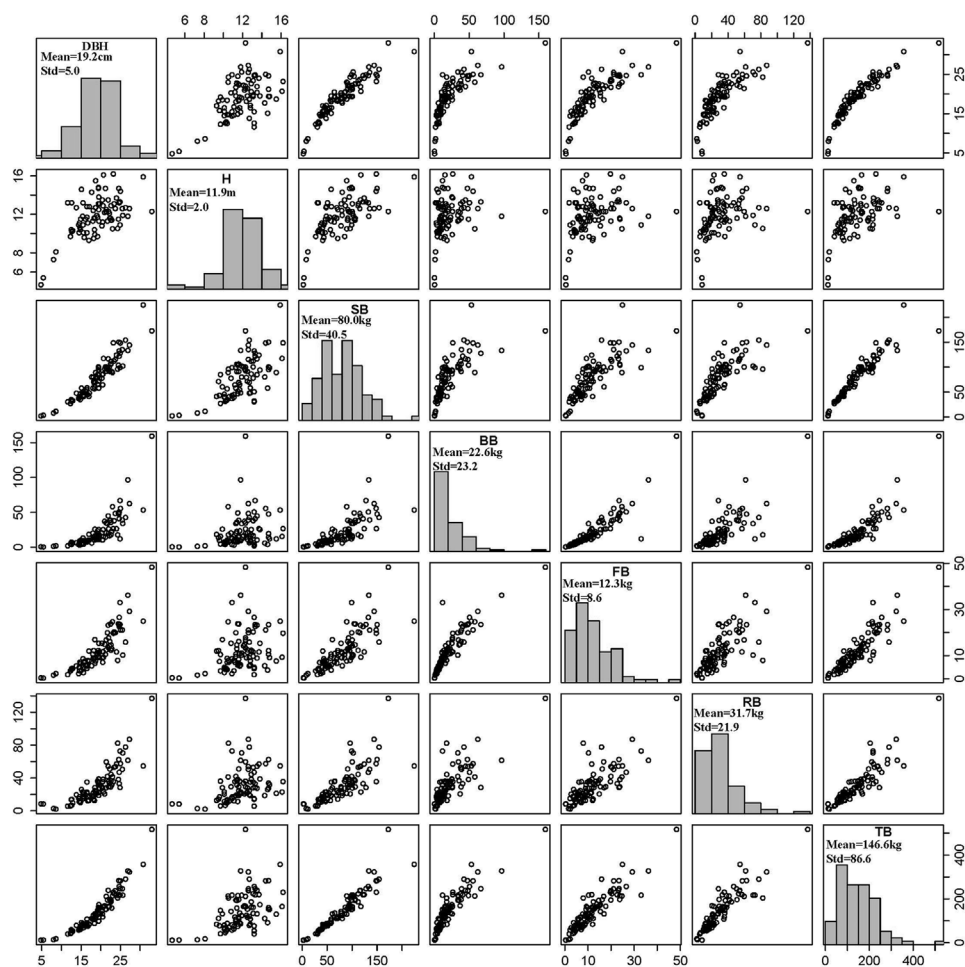 6 8 12 16
0 50 100 150
0 40 80 140
DBH
Mean=19.2cm
Std=5.0
25
15
5
16
12
8
6
H
Mean=11.9m
Std=2.0
SB
Mean=80.0kg
Std=40.5
150
50
0
150
100
50
0
BB
Mean=22.6kg
Std=23.2
FB
Mean=12.3kg
Std=8.6
50
30
10
0
120
80
40
0
RB
Mean=31.7kg
Std=21.9
TB
Mean=146.6kg
Std=86.6
400
200
0
5 15 25
0 50 150
0 10 20 30 40 50
0 200 400